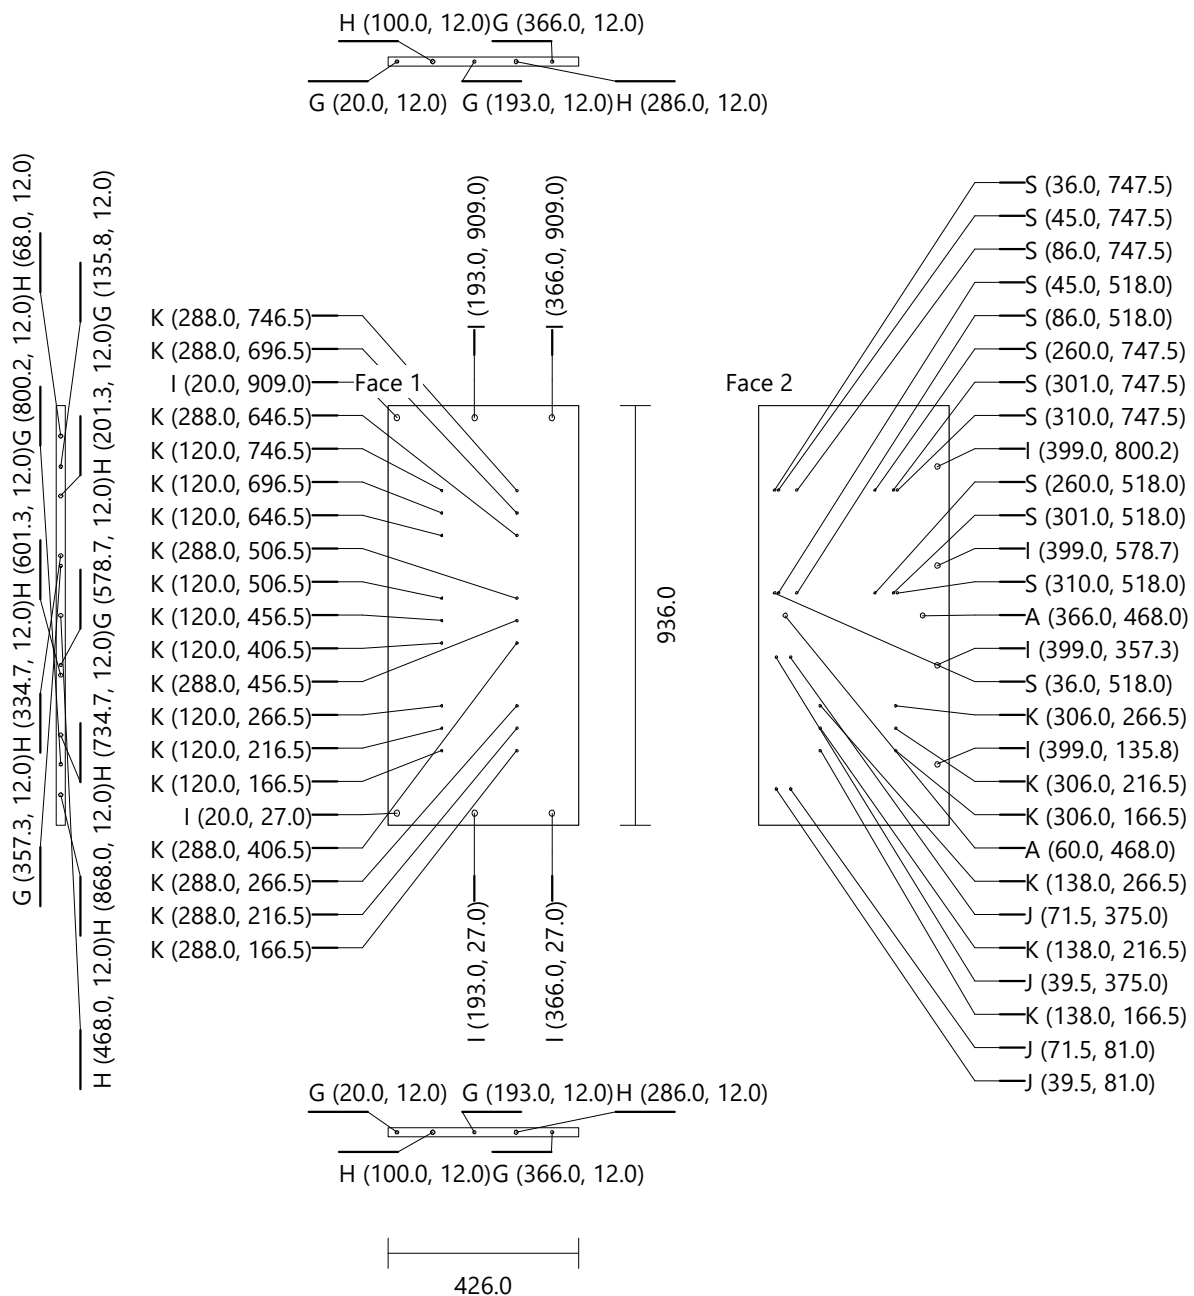 H (100.0, 12.0)G (366.0, 12.0)
G (20.0, 12.0) G (193.0, 12.0)H (286.0, 12.0)
G (357.3, 12.0)H (334.7, 12.0)H (601.3, 12.0)G (800.2, 12.0)H (68.0, 12.0)
H (468.0, 12.0)H (868.0, 12.0)H (734.7, 12.0)G (578.7, 12.0)H (201.3, 12.0)G (135.8, 12.0)
K (288.0, 746.5)
K (288.0, 696.5)
I (20.0, 909.0)
K (288.0, 646.5)
K (120.0, 746.5)
K (120.0, 696.5)
K (120.0, 646.5)
K (288.0, 506.5)
K (120.0, 506.5)
K (120.0, 456.5)
K (120.0, 406.5)
K (288.0, 456.5)
K (120.0, 266.5)
K (120.0, 216.5)
K (120.0, 166.5)
I (20.0, 27.0)
K (288.0, 406.5)
K (288.0, 266.5)
K (288.0, 216.5)
K (288.0, 166.5)
I (193.0, 909.0)
I (366.0, 909.0)
Face 1
I (193.0, 27.0)
I (366.0, 27.0)
936.0
Face 2
S (36.0, 747.5)
S (45.0, 747.5)
S (86.0, 747.5)
S (45.0, 518.0)
S (86.0, 518.0)
S (260.0, 747.5)
S (301.0, 747.5)
S (310.0, 747.5)
I (399.0, 800.2)
S (260.0, 518.0)
S (301.0, 518.0)
I (399.0, 578.7)
S (310.0, 518.0)
A (366.0, 468.0)
I (399.0, 357.3)
S (36.0, 518.0)
K (306.0, 266.5)
I (399.0, 135.8)
K (306.0, 216.5)
K (306.0, 166.5)
A (60.0, 468.0)
K (138.0, 266.5)
J (71.5, 375.0)
K (138.0, 216.5)
J (39.5, 375.0)
K (138.0, 166.5)
J (71.5, 81.0)
J (39.5, 81.0)
G (20.0, 12.0) G (193.0, 12.0)H (286.0, 12.0)
H (100.0, 12.0)G (366.0, 12.0)
426.0